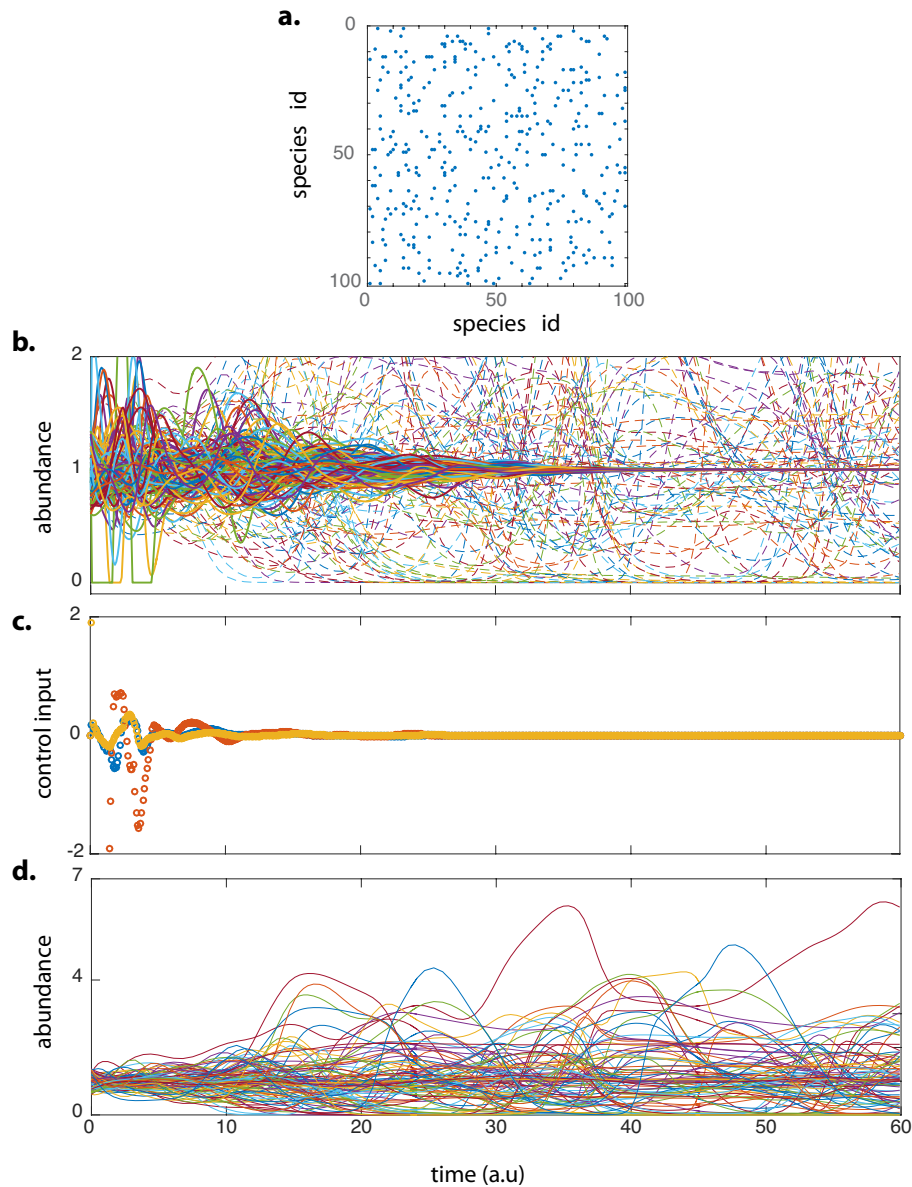 a.
0
50
100
species id
0 50 100
species id
b.
2
1
0
abundance
c.
2
0
-2
control input
d.
7
4
0
abundance
0 10 20 30 40 50 60
time (a.u)